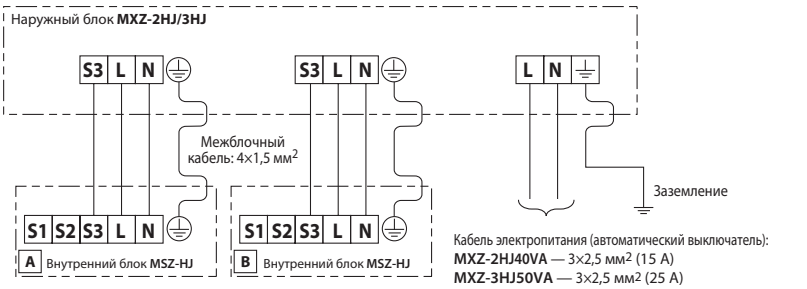 Наружный блок MXZ-2HJ/3HJ
S3 L N
S3 L N
L N
Межблочный
кабель: 4×1,5 мм²
Заземление
S1 S2 S3 L N
S1 S2 S3 L N
A Внутренний блок MSZ-HJ
B Внутренний блок MSZ-HJ
Кабель электропитания (автоматический выключатель):
MXZ-2HJ40VA — 3×2,5 мм² (15 А)
MXZ-3HJ50VA — 3×2,5 мм² (25 А)